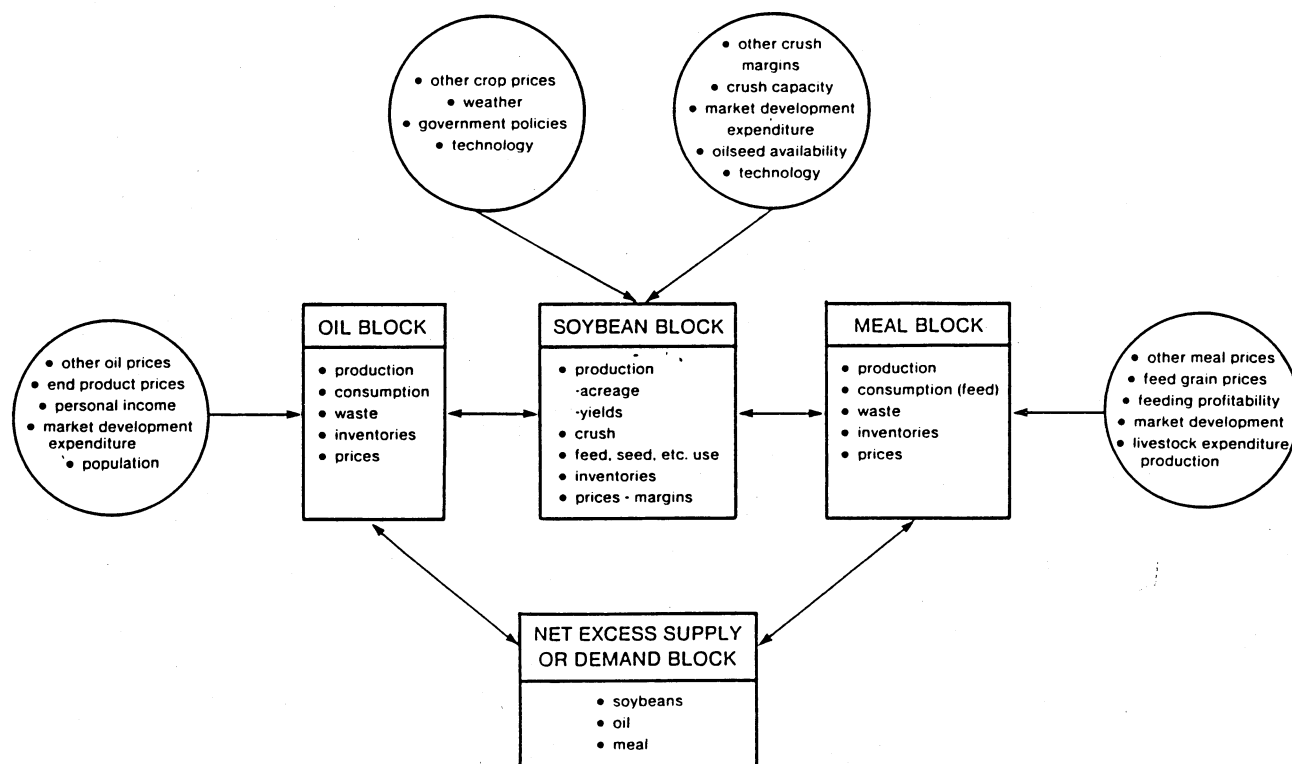 • other crop prices
• weather
• government policies
• technology
• other crush
margins
• crush capacity
• market development
expenditure
• oilseed availability
• technology
• other oil prices
• end product prices
• personal income
• market development
expenditure
• population
OIL BLOCK
• production
• consumption
• waste
• inventories
• prices
SOYBEAN BLOCK
• production
-acreage
-yields
• crush
• feed, seed, etc. use
• inventories
• prices - margins
MEAL BLOCK
• production
• consumption (feed)
• waste
• inventories
• prices
• other meal prices
• feed grain prices
• feeding profitability
• market development
• livestock expenditure
production
NET EXCESS SUPPLY
OR DEMAND BLOCK
• soybeans
• oil
• meal